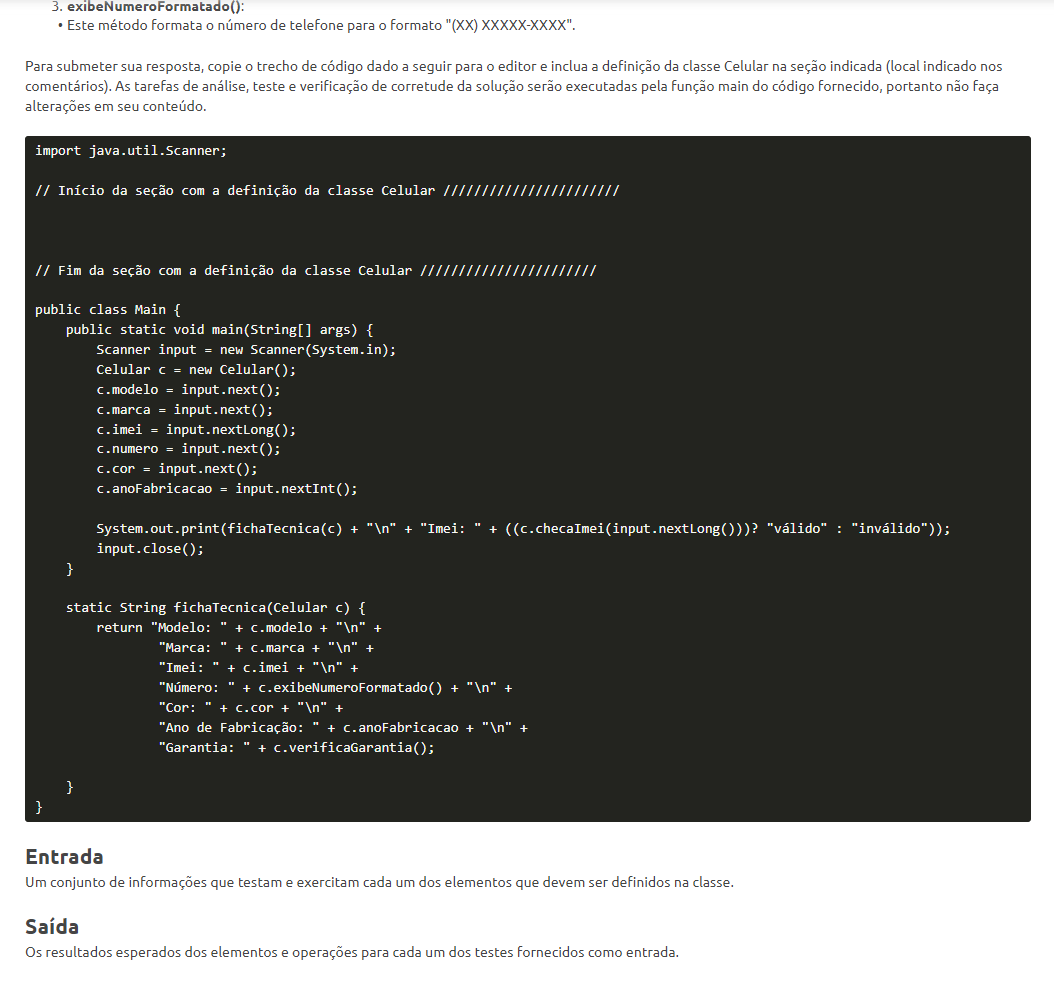 3. exibeNumeroFormatado():
• Este método formata o número de telefone para o formato "(XX) XXXXX-XXXX".
Para submeter sua resposta, copie o trecho de código dado a seguir para o editor e inclua a definição da classe Celular na seção indicada (local indicado nos
comentários). As tarefas de análise, teste e verificação de corretude da solução serão executadas pela função main do código fornecido, portanto não faça
alterações em seu conteúdo.
import java.util.Scanner;
// Início da seção com a definição da classe Celular ///////////////////////
// Fim da seção com a definição da classe Celular ///////////////////////
public class Main {
    public static void main(String[] args) {
        Scanner input = new Scanner(System.in);
        Celular c = new Celular();
        c.modelo = input.next();
        c.marca = input.next();
        c.imei = input.nextLong();
        c.numero = input.next();
        c.cor = input.next();
        c.anoFabricacao = input.nextInt();
        System.out.print(fichaTecnica(c) + "\n" + "Imei: " + ((c.checaImei(input.nextLong()))? "válido" : "inválido"));
        input.close();
    }
    static String fichaTecnica(Celular c) {
        return "Modelo: " + c.modelo + "\n" +
                "Marca: " + c.marca + "\n" +
                "Imei: " + c.imei + "\n" +
                "Número: " + c.exibeNumeroFormatado() + "\n" +
                "Cor: " + c.cor + "\n" +
                "Ano de Fabricação: " + c.anoFabricacao + "\n" +
                "Garantia: " + c.verificaGarantia();
    }
}
Entrada
Um conjunto de informações que testam e exercitam cada um dos elementos que devem ser definidos na classe.
Saída
Os resultados esperados dos elementos e operações para cada um dos testes fornecidos como entrada.